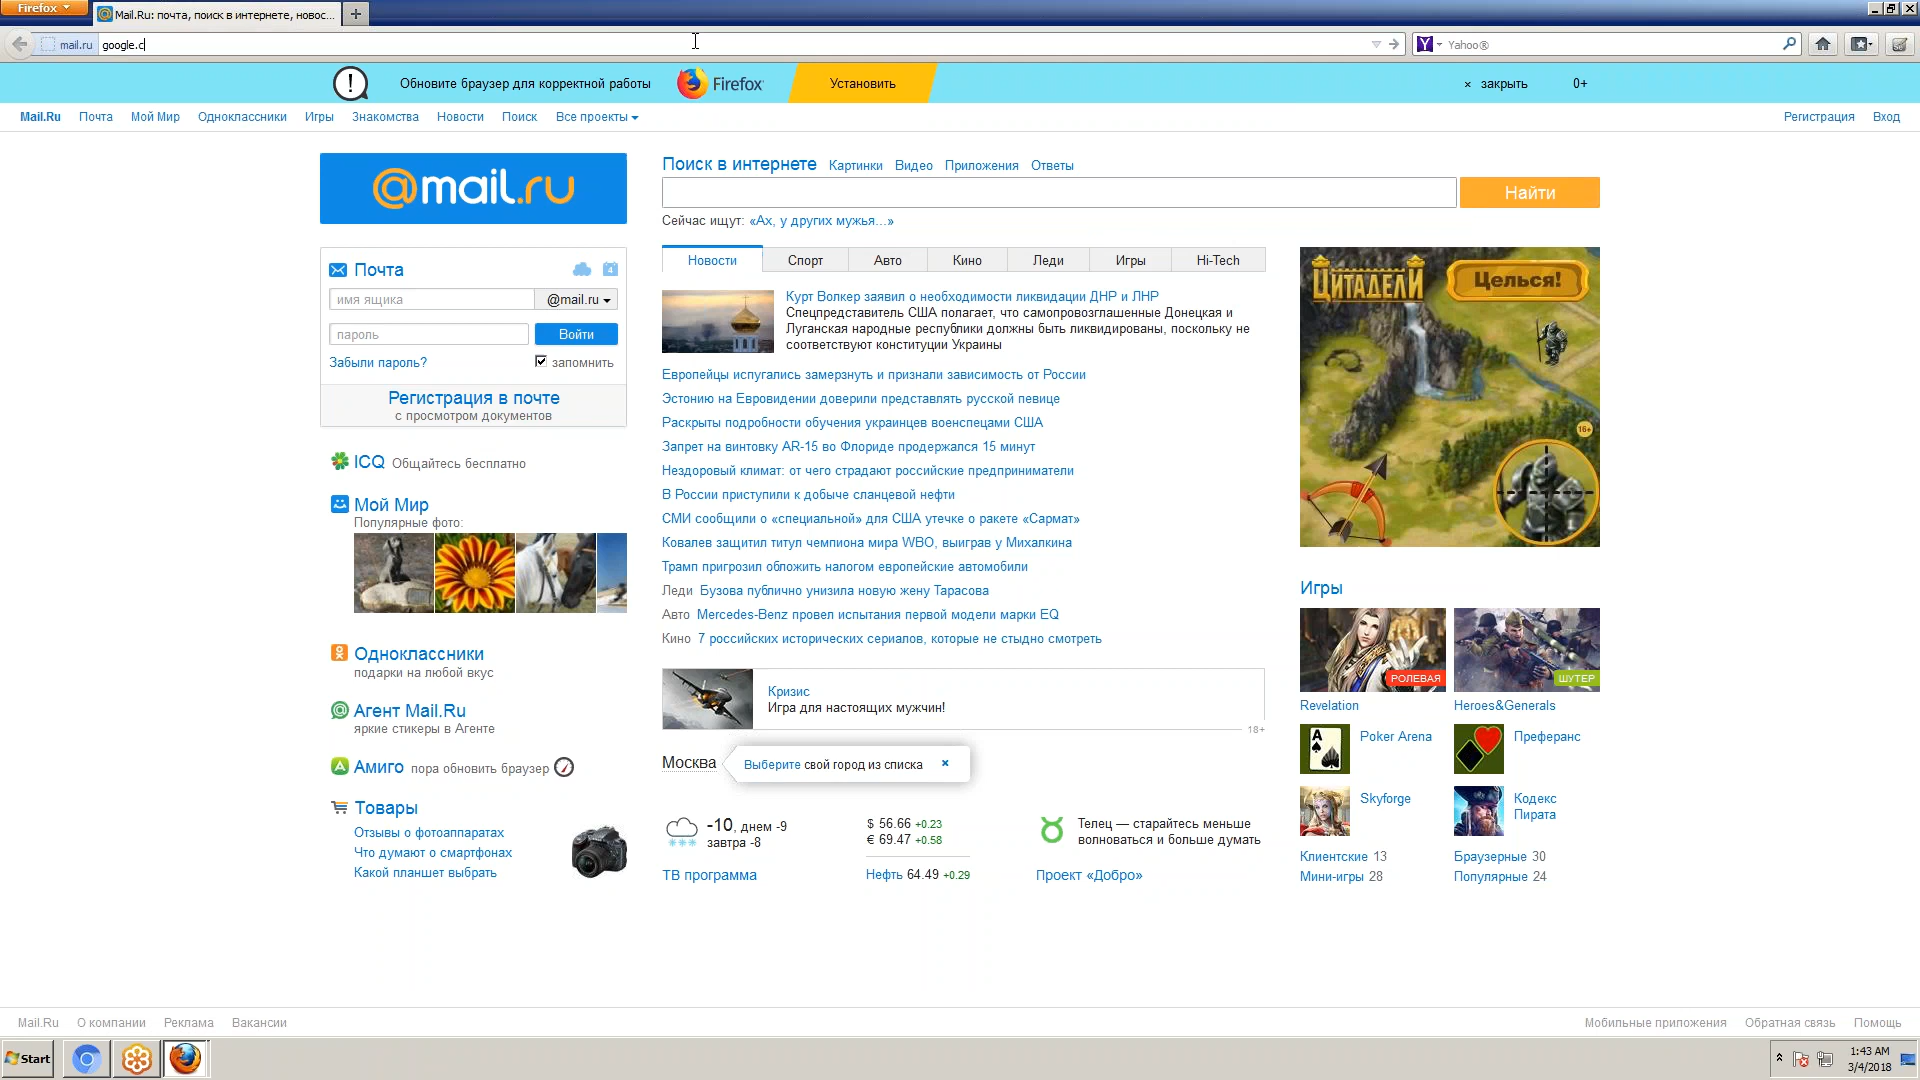 Firefox
Mail.Ru: почта, поиск в интернете, новос...
mail.ru
google.c
Yahoo®
Обновите браузер для корректной работы
Firefox
Установить
× закрыть
0+
Mail.Ru Почта Мой Мир Одноклассники Игры Знакомства Новости Поиск Все проекты
Регистрация Вход
@mail.ru
Поиск в интернете Картинки Видео Приложения Ответы
Найти
Сейчас ищут: «Ах, у других мужья...»
Почта
4
имя ящика
@mail.ru
пароль
Войти
Забыли пароль?
запомнить
Регистрация в почте
с просмотром документов
ICQ Общайтесь бесплатно
Мой Мир
Популярные фото:
Одноклассники
подарки на любой вкус
Агент Mail.Ru
яркие стикеры в Агенте
Амиго пора обновить браузер
Товары
Отзывы о фотоаппаратах
Что думают о смартфонах
Какой планшет выбрать
Новости Спорт Авто Кино Леди Игры Hi-Tech
Курт Волкер заявил о необходимости ликвидации ДНР и ЛНР
Спецпредставитель США полагает, что самопровозглашенные Донецкая и
Луганская народные республики должны быть ликвидированы, поскольку не
соответствуют конституции Украины
Европейцы испугались замерзнуть и признали зависимость от России
Эстонию на Евровидении доверили представлять русской певице
Раскрыты подробности обучения украинцев военспецами США
Запрет на винтовку AR-15 во Флориде продержался 15 минут
Нездоровый климат: от чего страдают российские предприниматели
В России приступили к добыче сланцевой нефти
СМИ сообщили о «специальной» для США утечке о ракете «Сармат»
Ковалев защитил титул чемпиона мира WBO, выиграв у Михалкина
Трамп пригрозил обложить налогом европейские автомобили
Леди Бузова публично унизила новую жену Тарасова
Авто Mercedes-Benz провел испытания первой модели марки EQ
Кино 7 российских исторических сериалов, которые не стыдно смотреть
Кризис
Игра для настоящих мужчин!
18+
Москва
Выберите свой город из списка ×
-10, днем -9
завтра -8
$ 56.66 +0.23
€ 69.47 +0.58
Телец — старайтесь меньше
волноваться и больше думать
ТВ программа
Нефть 64.49 +0.29
Проект «Добро»
ЦИТАДЕЛИ
Целься!
16+
Игры
РОЛЕВАЯ
ШУТЕР
Revelation
Heroes&Generals
A
Poker Arena
Преферанс
Skyforge
Кодекс
Пирата
Клиентские 13
Браузерные 30
Мини-игры 28
Популярные 24
Mail.Ru О компании Реклама Вакансии
Мобильные приложения Обратная связь Помощь
Start
1:43 AM
3/4/2018